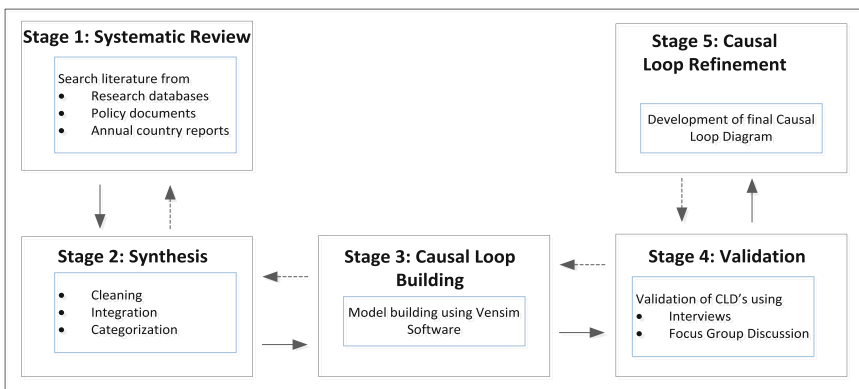 Stage 1: Systematic Review
Search literature from
• Research databases
• Policy documents
• Annual country reports
Stage 2: Synthesis
• Cleaning
• Integration
• Categorization
Stage 3: Causal Loop
Building
Model building using Vensim
Software
Stage 4: Validation
Validation of CLD's using
• Interviews
• Focus Group Discussion
Stage 5: Causal
Loop Refinement
Development of final Causal
Loop Diagram